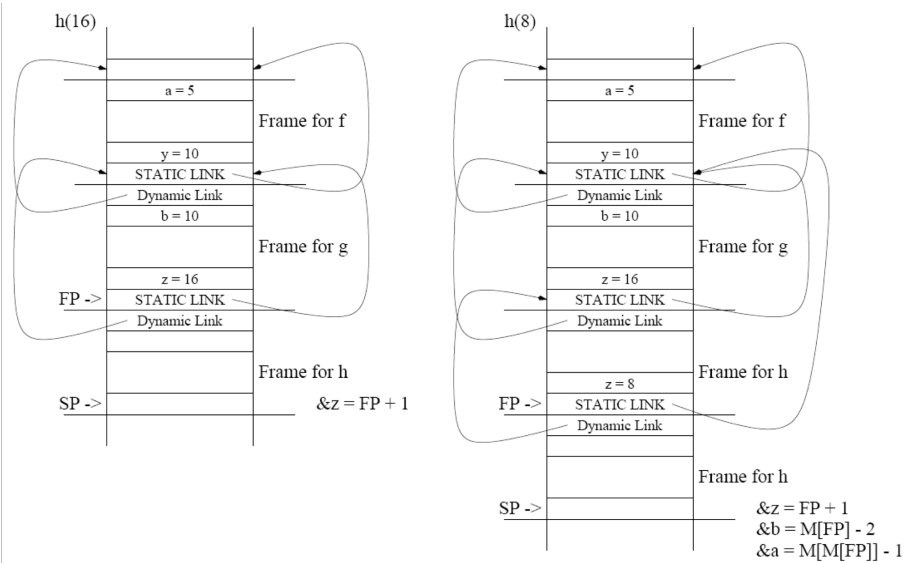 h(16)
a = 5
Frame for f
y = 10
STATIC LINK
Dynamic Link
b = 10
Frame for g
z = 16
FP ->
STATIC LINK
Dynamic Link
Frame for h
SP ->
&z = FP + 1
h(8)
a = 5
Frame for f
y = 10
STATIC LINK
Dynamic Link
b = 10
Frame for g
z = 16
STATIC LINK
Dynamic Link
Frame for h
z = 8
FP ->
STATIC LINK
Dynamic Link
Frame for h
SP ->
&z = FP + 1
&b = M[FP] - 2
&a = M[M[FP]] - 1